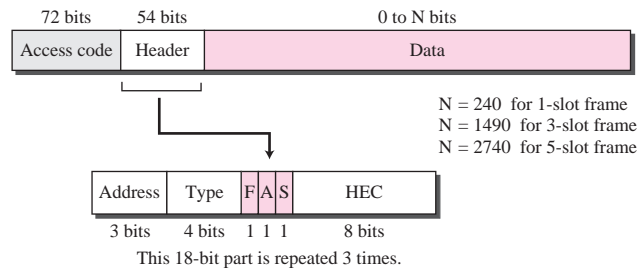 72 bits 54 bits 0 to N bits
Access code Header Data
N = 240 for 1-slot frame
N = 1490 for 3-slot frame
N = 2740 for 5-slot frame
Address Type F A S HEC
3 bits 4 bits 1 1 1 8 bits
This 18-bit part is repeated 3 times.